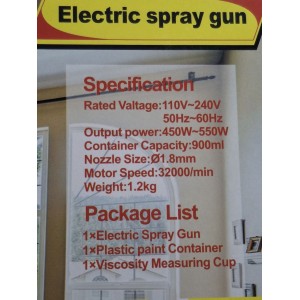 Electric spray gun
Specification
Rated Valtage:110V~240V
50Hz~60Hz
Output power:450W~550W
Container Capacity:900ml
Nozzle Size:Ø1.8mm
Motor Speed:32000/min
Weight:1.2kg
Package List
1×Electric Spray Gun
1×Plastic paint Container
1×Viscosity Measuring Cup